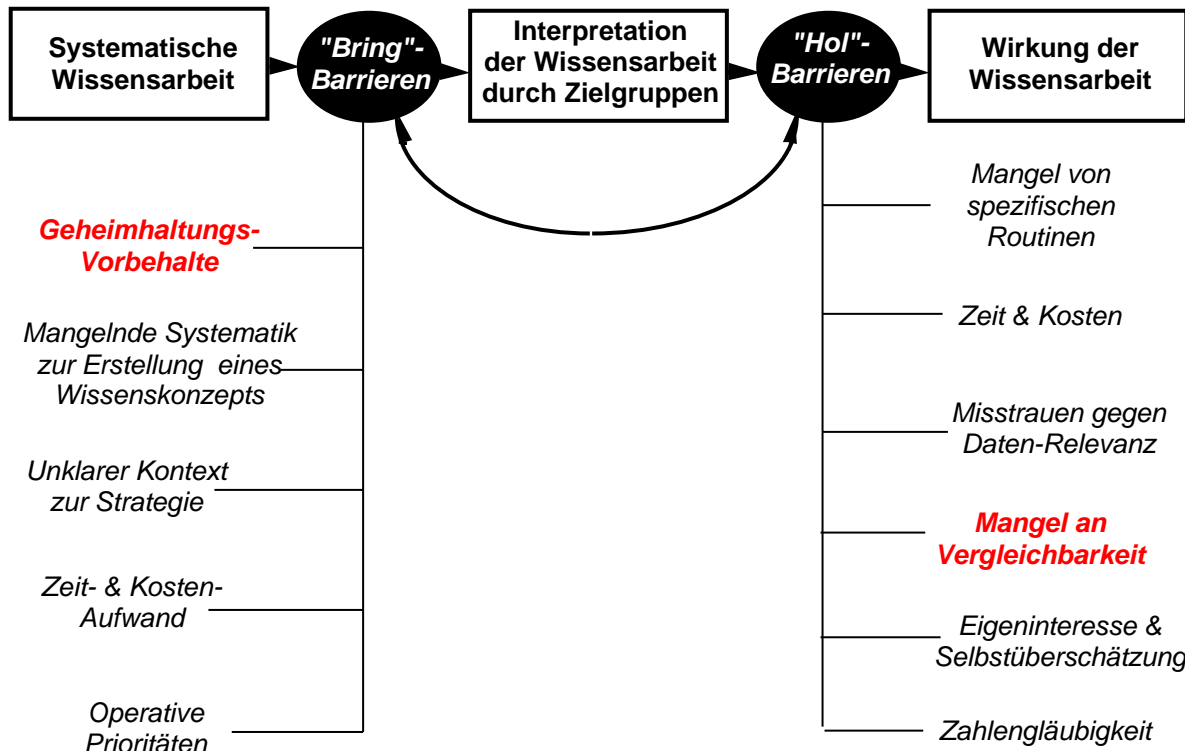 Systematische
Wissensarbeit
"Bring"-
Barrieren
Interpretation
der Wissensarbeit
durch Zielgruppen
"Hol"-
Barrieren
Wirkung der
Wissensarbeit
Geheimhaltungs-
Vorbehalte
Mangelnde Systematik
zur Erstellung eines
Wissenskonzepts
Unklarer Kontext
zur Strategie
Zeit- & Kosten-
Aufwand
Operative
Prioritäten
Mangel von
spezifischen
Routinen
Zeit & Kosten
Misstrauen gegen
Daten-Relevanz
Mangel an
Vergleichbarkeit
Eigeninteresse &
Selbstüberschätzung
Zahlengläubigkeit